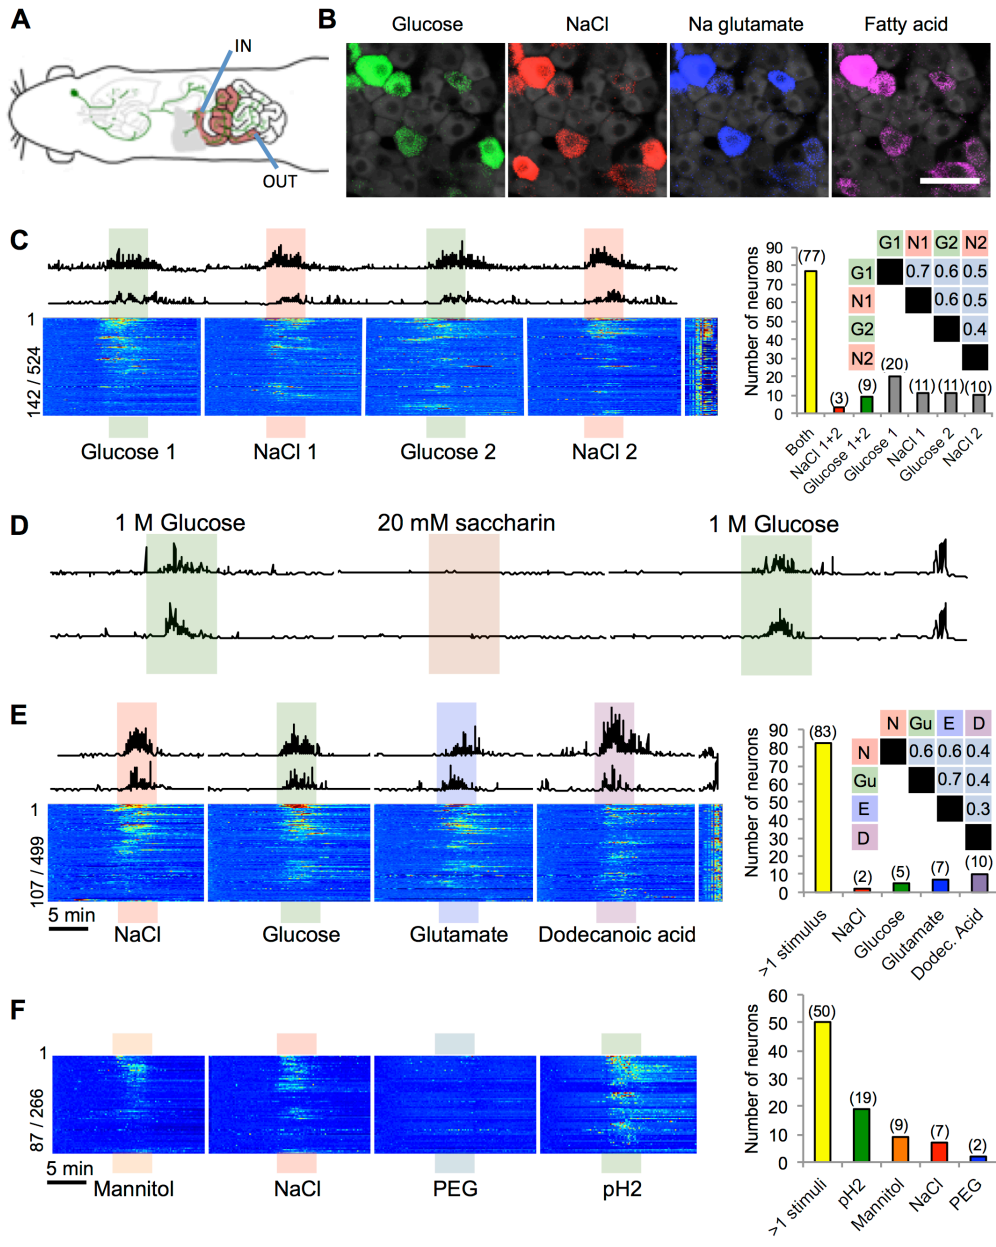 A
IN
OUT
B
Glucose NaCl Na glutamate Fatty acid
C
1
142 / 524
Glucose 1 NaCl 1 Glucose 2 NaCl 2
Number of neurons
90
80
70
60
50
40
30
20
10
0
(77) (3) (9) (20) (11) (11) (10)
Both NaCl 1+2 Glucose 1+2 Glucose 1 NaCl 1 Glucose 2 NaCl 2
G1 N1 G2 N2
G1 0.7 0.6 0.5
N1 0.6 0.5
G2 0.4
N2
D
1 M Glucose 20 mM saccharin 1 M Glucose
E
1
107 / 499
5 min
NaCl Glucose Glutamate Dodecanoic acid
Number of neurons
90
80
70
60
50
40
30
20
10
0
(83) (2) (5) (7) (10)
>1 stimulus NaCl Glucose Glutamate Dodec. Acid
N Gu E D
N 0.6 0.6 0.4
Gu 0.7 0.4
E 0.3
D
F
1
87 / 266
5 min
Mannitol NaCl PEG pH2
Number of neurons
60
50
40
30
20
10
0
(50) (19) (9) (7) (2)
>1 stimuli pH2 Mannitol NaCl PEG